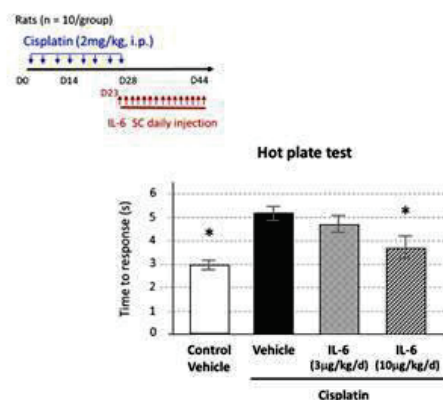 Rats (n = 10/group)
Cisplatin (2mg/kg, i.p.)
D0 D14 D28 D44
D23
IL-6 SC daily injection
Hot plate test
Time to response (s)
6
5
4
3
2
1
0
*
*
Control Vehicle IL-6 IL-6
Vehicle (3µg/kg/d) (10µg/kg/d)
Cisplatin